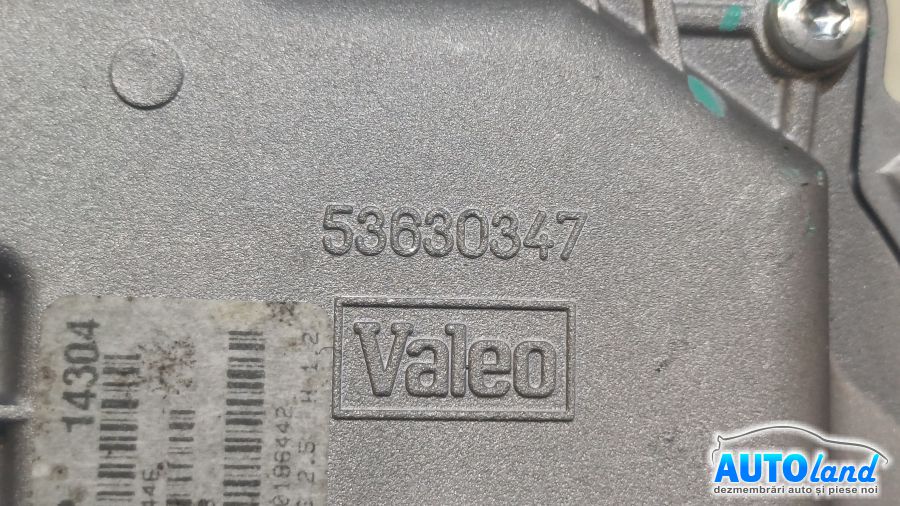 53630347
Valeo
14304
AUTOland
dezmembrări auto și piese noi